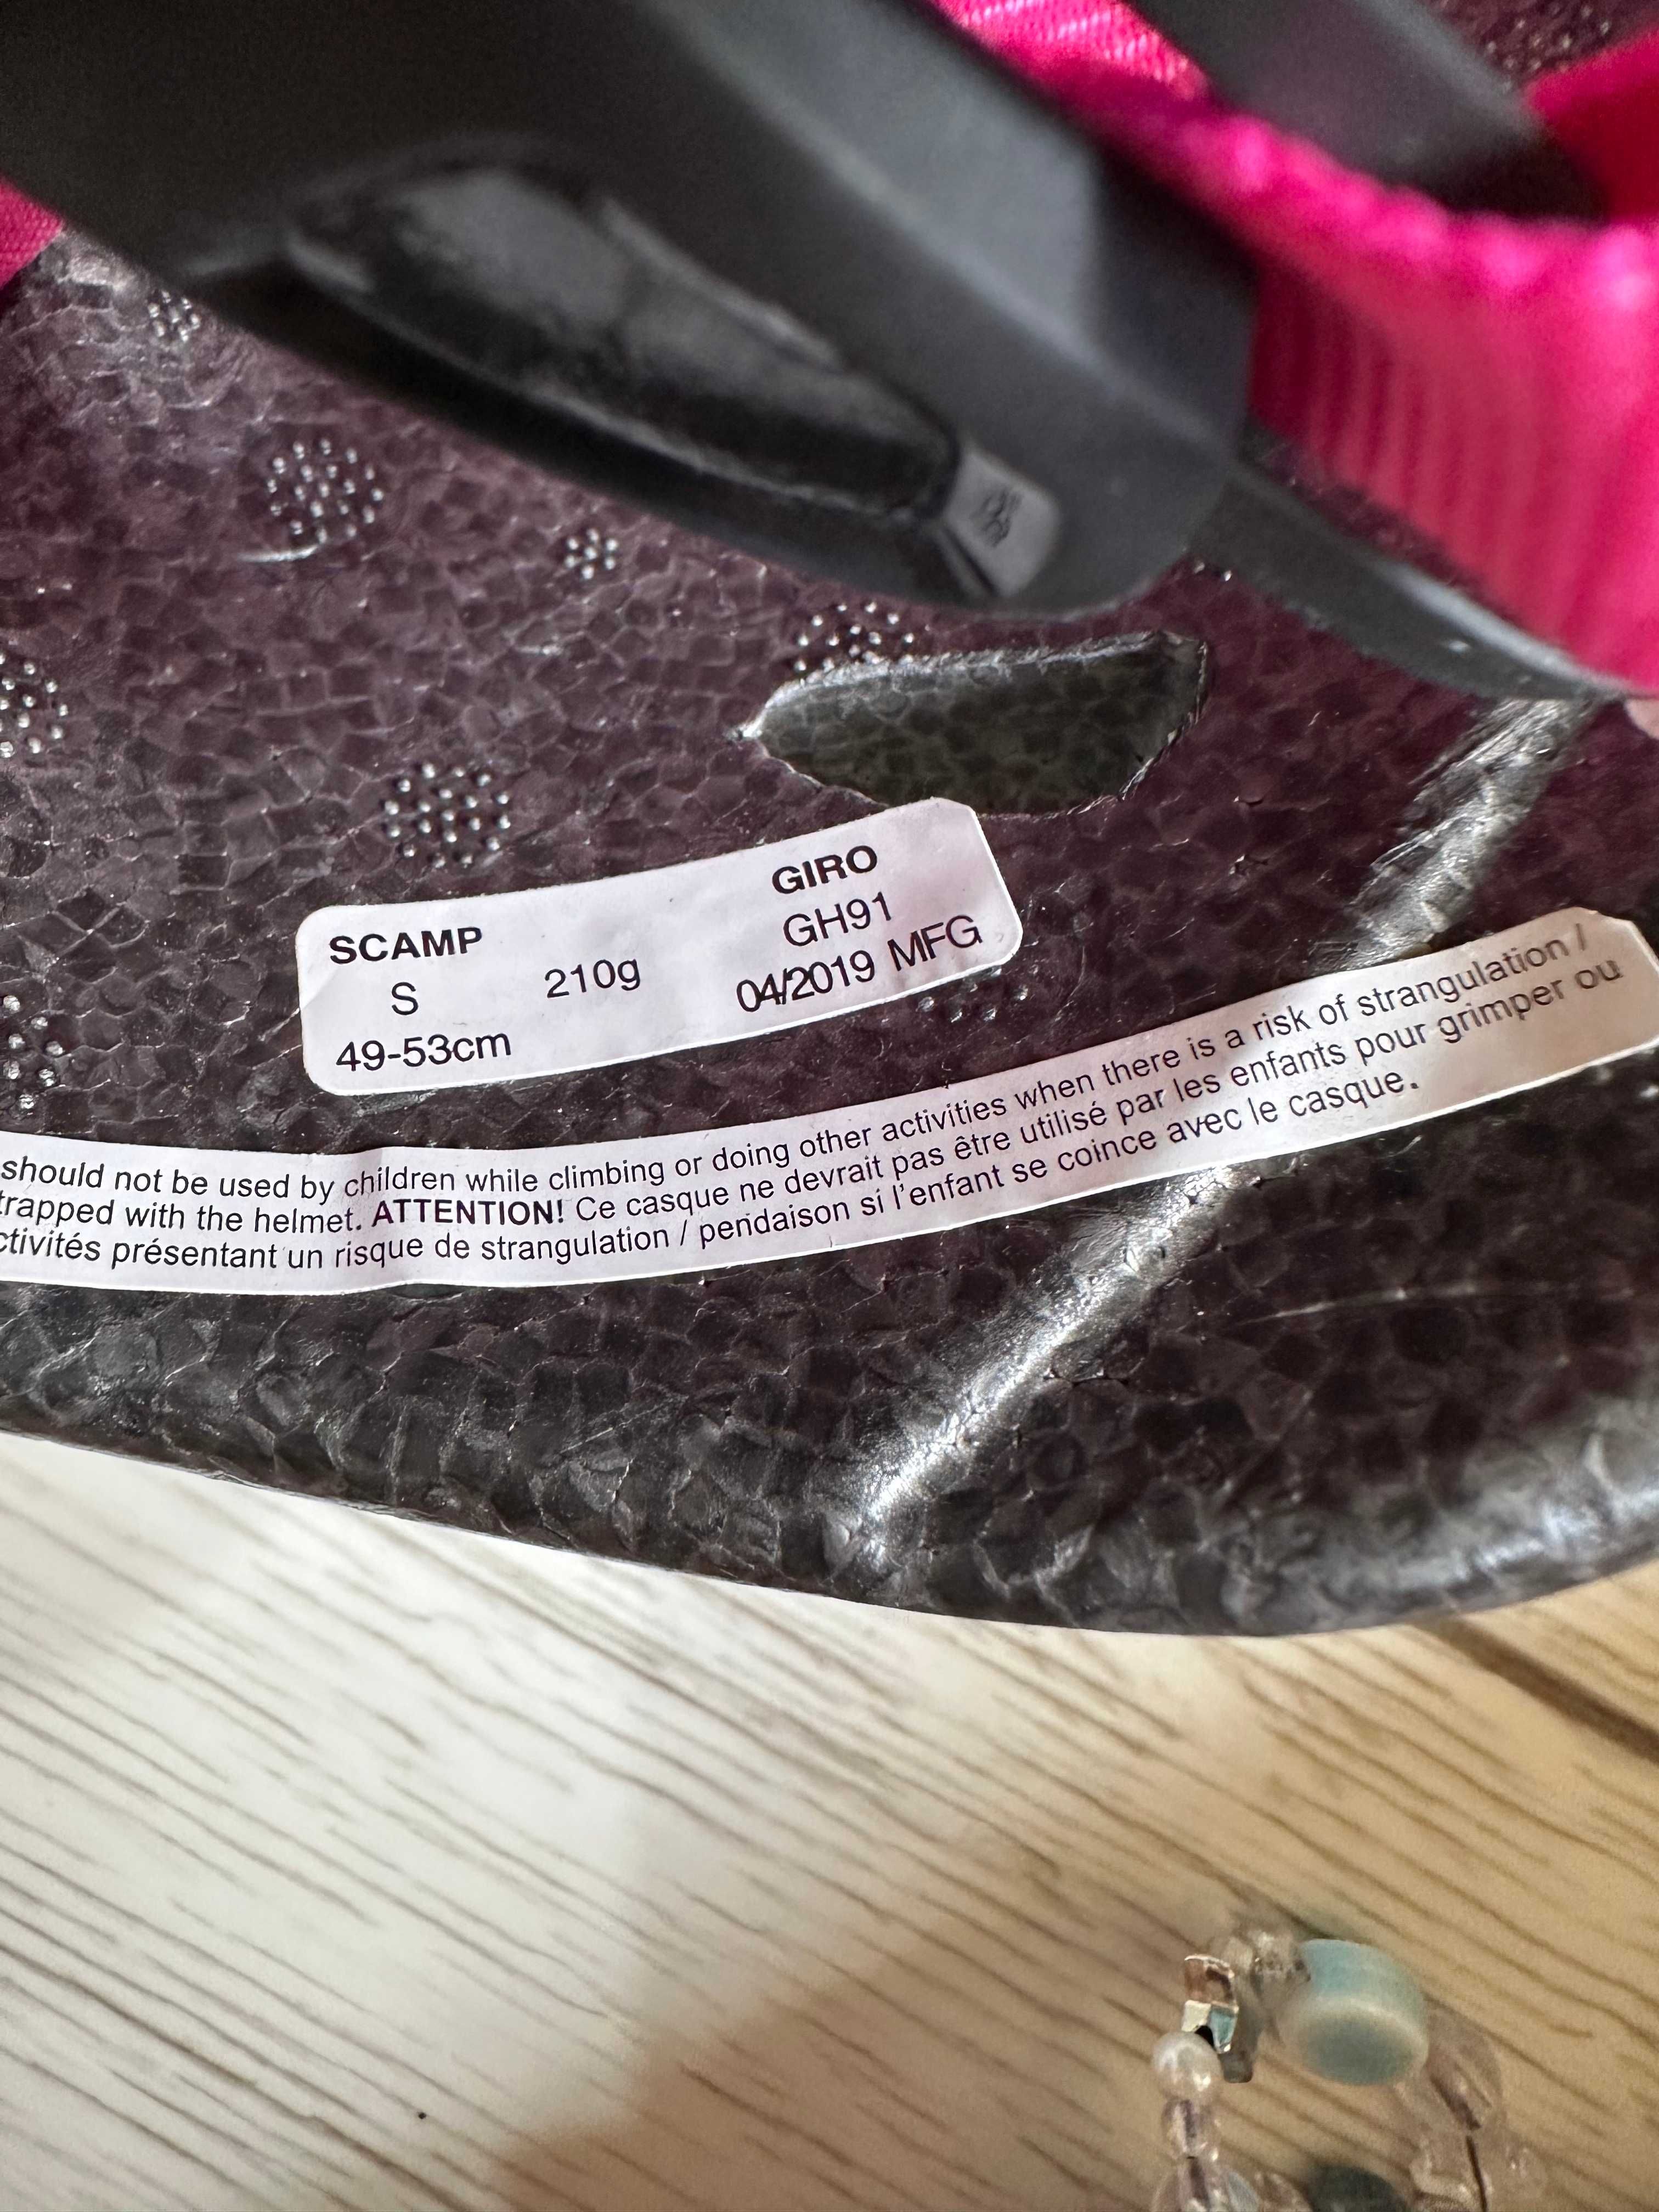 SCAMP
S
49-53cm
210g
GIRO
GH91
04/2019 MFG
should not be used by children while climbing or doing other activities when there is a risk of strangulation /
trapped with the helmet. ATTENTION! Ce casque ne devrait pas être utilisé par les enfants pour grimper ou
ctivités présentant un risque de strangulation / pendaison si l'enfant se coince avec le casque.